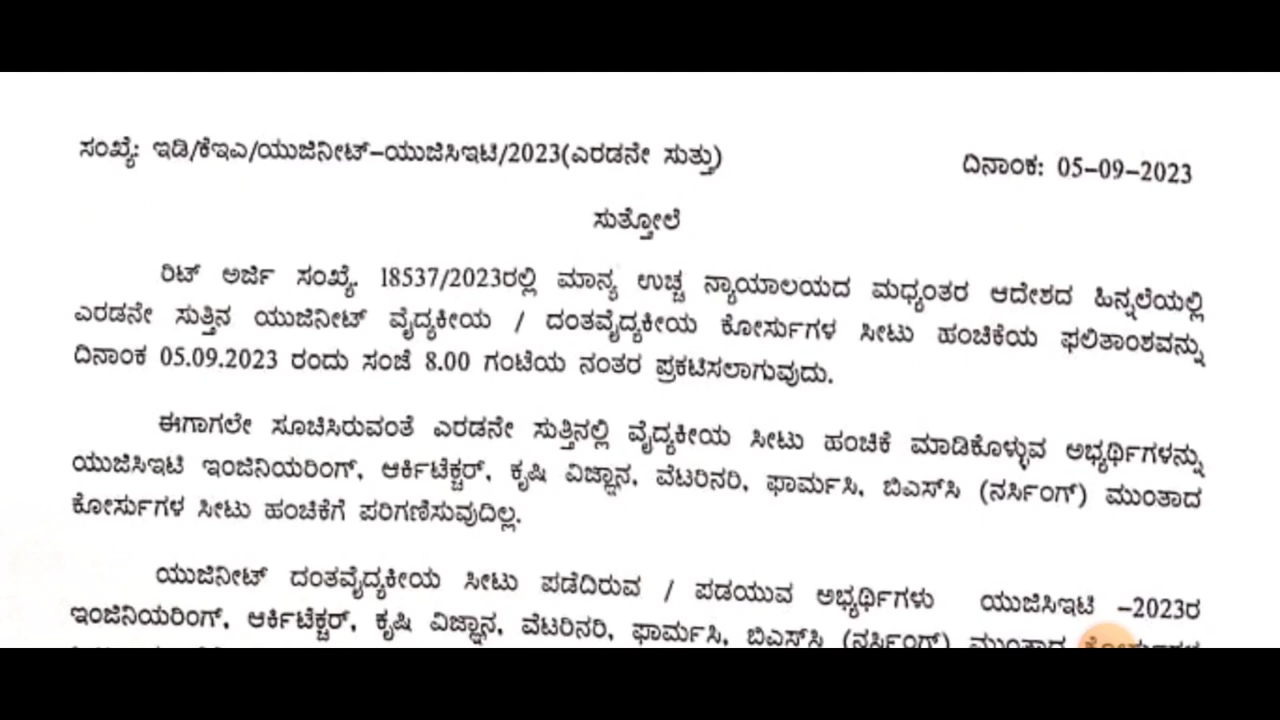 ಸಂಖ್ಯೆ: ಇಡಿ/ಕೆಇಎ/ಯುಜಿನೀಟ್-ಯುಜಿಸಿಇಟಿ/2023(ಎರಡನೇ ಸುತ್ತು) ದಿನಾಂಕ: 05-09-2023
ಸುತ್ತೋಲೆ
ರಿಟ್ ಅರ್ಜಿ ಸಂಖ್ಯೆ. 18537/2023ರಲ್ಲಿ ಮಾನ್ಯ ಉಚ್ಚ ನ್ಯಾಯಾಲಯದ ಮಧ್ಯಂತರ ಆದೇಶದ ಹಿನ್ನಲೆಯಲ್ಲಿ
ಎರಡನೇ ಸುತ್ತಿನ ಯುಜಿನೀಟ್ ವೈದ್ಯಕೀಯ / ದಂತವೈದ್ಯಕೀಯ ಕೋರ್ಸುಗಳ ಸೀಟು ಹಂಚಿಕೆಯ ಫಲಿತಾಂಶವನ್ನು
ದಿನಾಂಕ 05.09.2023 ರಂದು ಸಂಜೆ 8.00 ಗಂಟೆಯ ನಂತರ ಪ್ರಕಟಿಸಲಾಗುವುದು.
ಈಗಾಗಲೇ ಸೂಚಿಸಿರುವಂತೆ ಎರಡನೇ ಸುತ್ತಿನಲ್ಲಿ ವೈದ್ಯಕೀಯ ಸೀಟು ಹಂಚಿಕೆ ಮಾಡಿಕೊಳ್ಳುವ ಅಭ್ಯರ್ಥಿಗಳನ್ನು
ಯುಜಿಸಿಇಟಿ ಇಂಜಿನಿಯರಿಂಗ್, ಆರ್ಕಿಟೆಕ್ಚರ್, ಕೃಷಿ ವಿಜ್ಞಾನ, ವೆಟರಿನರಿ, ಫಾರ್ಮಸಿ, ಬಿಎಸ್‌ಸಿ (ನರ್ಸಿಂಗ್) ಮುಂತಾದ
ಕೋರ್ಸುಗಳ ಸೀಟು ಹಂಚಿಕೆಗೆ ಪರಿಗಣಿಸುವುದಿಲ್ಲ.
ಯುಜಿನೀಟ್ ದಂತವೈದ್ಯಕೀಯ ಸೀಟು ಪಡೆದಿರುವ / ಪಡಯುವ ಅಭ್ಯರ್ಥಿಗಳು ಯುಜಿಸಿಇಟಿ -2023ರ
ಇಂಜಿನಿಯರಿಂಗ್, ಆರ್ಕಿಟೆಕ್ಚರ್, ಕೃಷಿ ವಿಜ್ಞಾನ, ವೆಟರಿನರಿ, ಫಾರ್ಮಸಿ, ಬಿಎಸ್‌ಸಿ (ನರ್ಸಿಂಗ್) ಮುಂತಾದ ಕೋರ್ಸುಗಳ